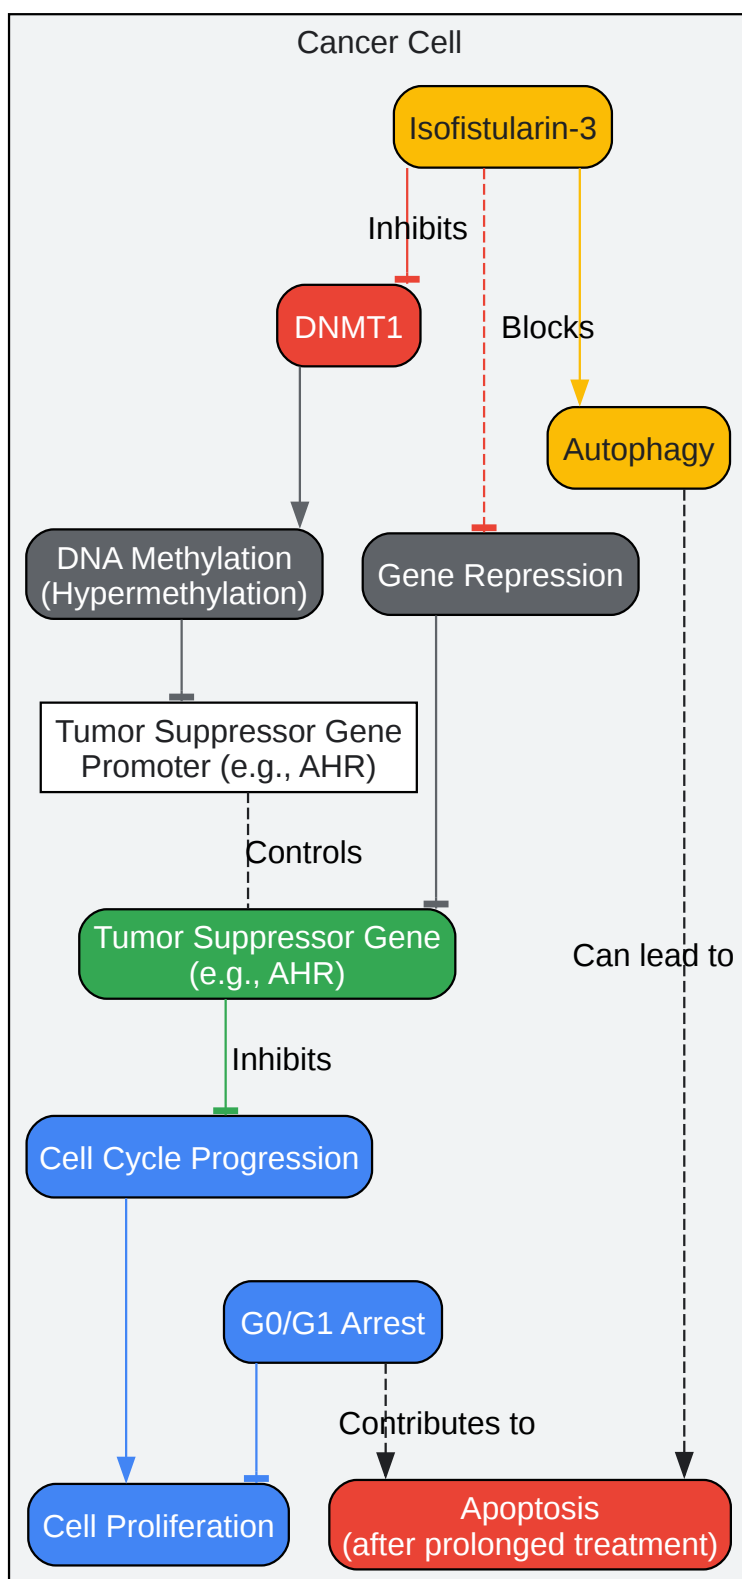 Cancer Cell
Isofistularin-3
Inhibits
DNMT1
Blocks
Autophagy
DNA Methylation
(Hypermethylation)
Gene Repression
Tumor Suppressor Gene
Promoter (e.g., AHR)
Controls
Tumor Suppressor Gene
(e.g., AHR)
Can lead to
Inhibits
Cell Cycle Progression
G0/G1 Arrest
Contributes to
Cell Proliferation
Apoptosis
(after prolonged treatment)